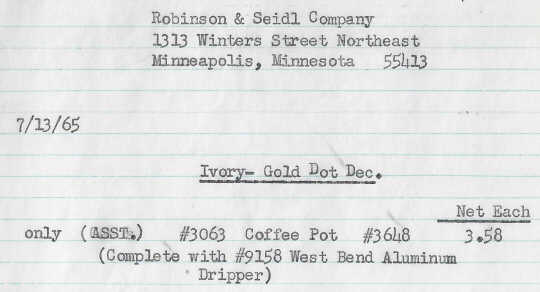 Robinson & Seidl Company
1313 Winters Street Northeast
Minneapolis, Minnesota 55413
7/13/65
Ivory- Gold Dot Dec.
Net Each
only (ASST.) #3063 Coffee Pot #3648 3.58
(Complete with #9158 West Bend Aluminum
Dripper)